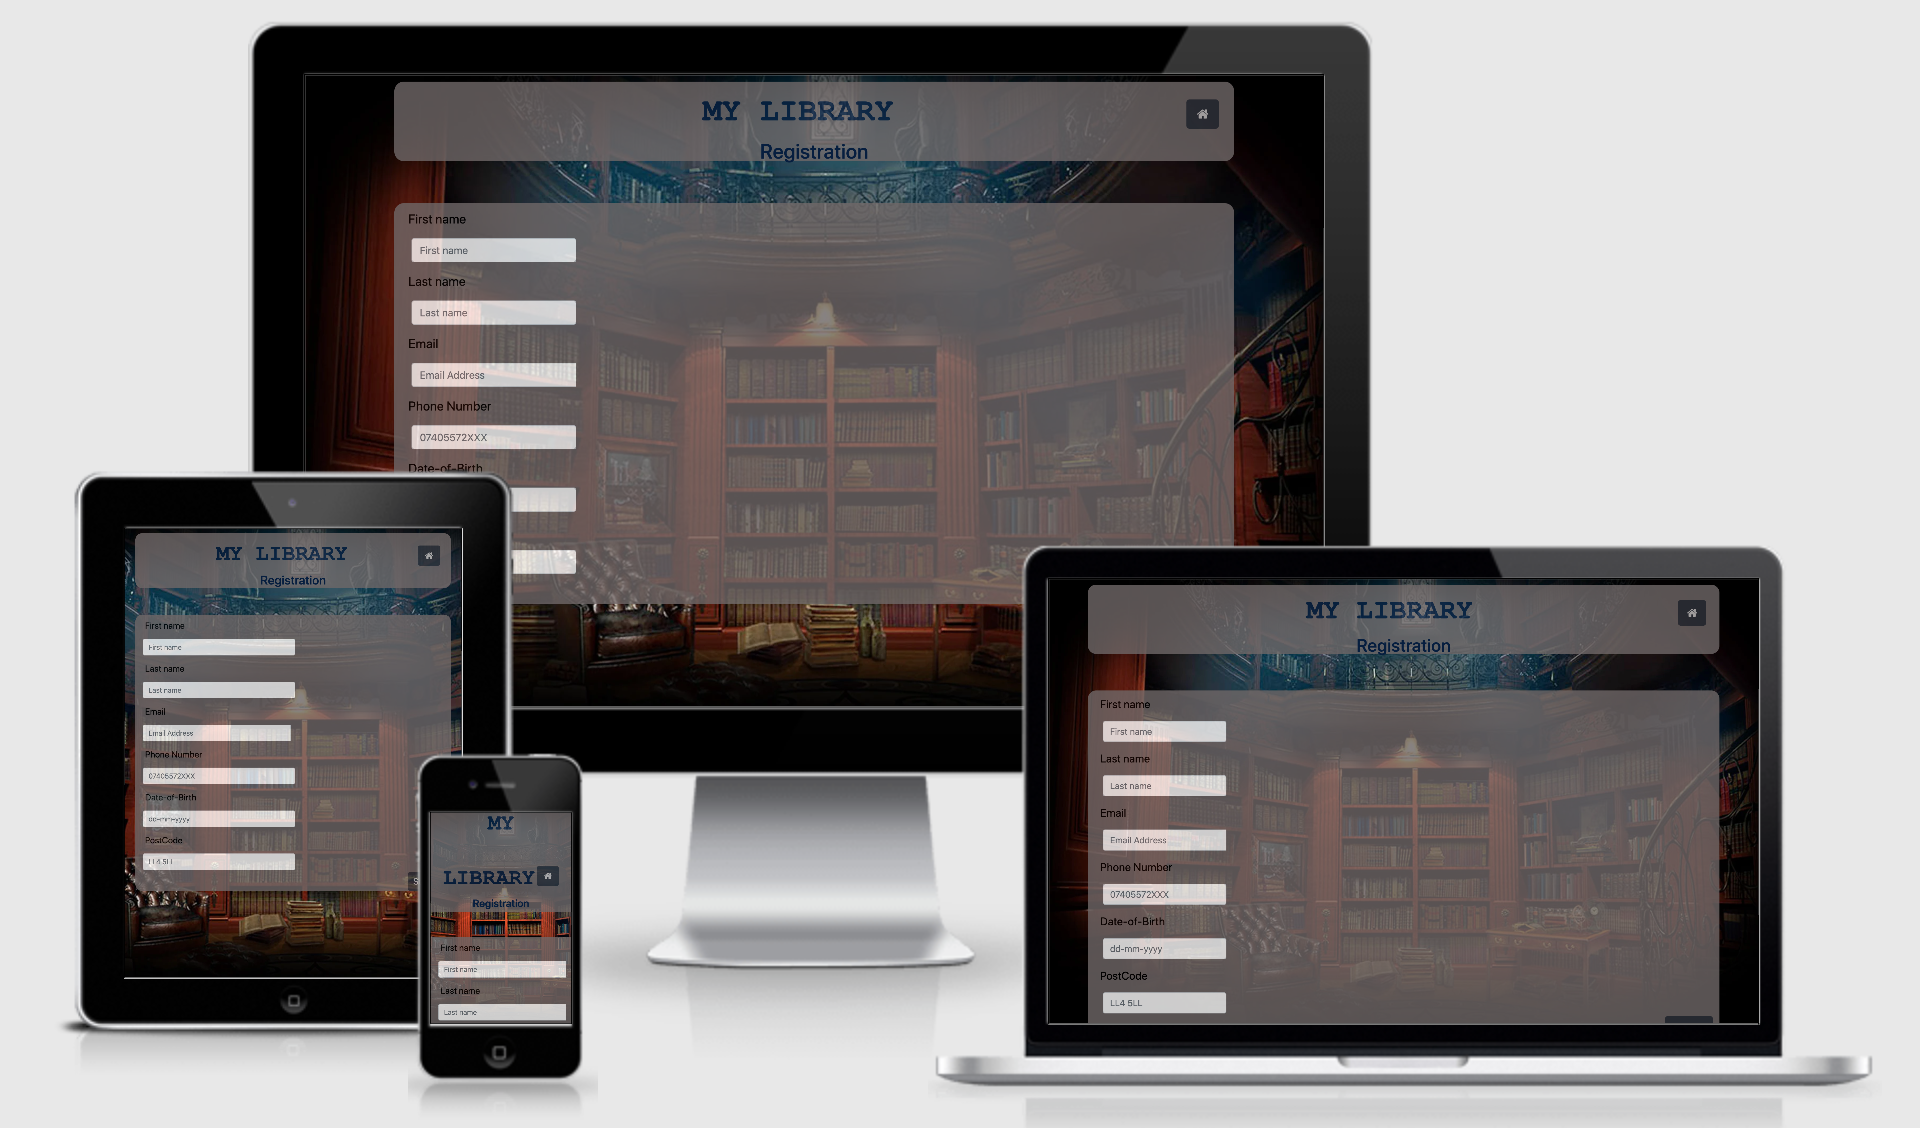 MY LIBRARY
Registration
First name
First name
Last name
Last name
Email
Email Address
Phone Number
07405572XXX
Date-of-Birth
MY LIBRARY
Registration
First name
First name
Last name
Last name
Email
Email Address
Phone Number
07405572XXX
Date-of-Birth
dd-mm-yyyy
PostCode
LL4 5LL
S
MY
LIBRARY
Registration
First name
First name
Last name
Last name
MY LIBRARY
Registration
First name
First name
Last name
Last name
Email
Email Address
Phone Number
07405572XXX
Date-of-Birth
dd-mm-yyyy
PostCode
LL4 5LL